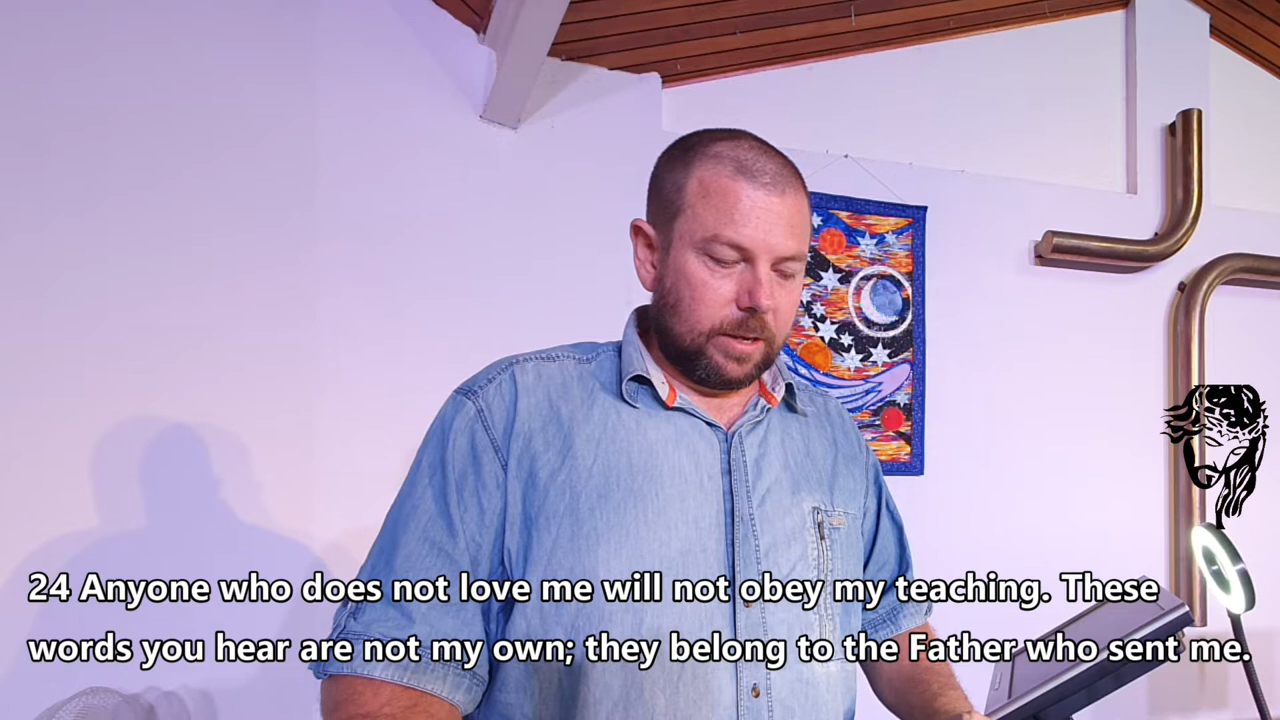 24 Anyone who does not love me will not obey my teaching. These
words you hear are not my own; they belong to the Father who sent me.